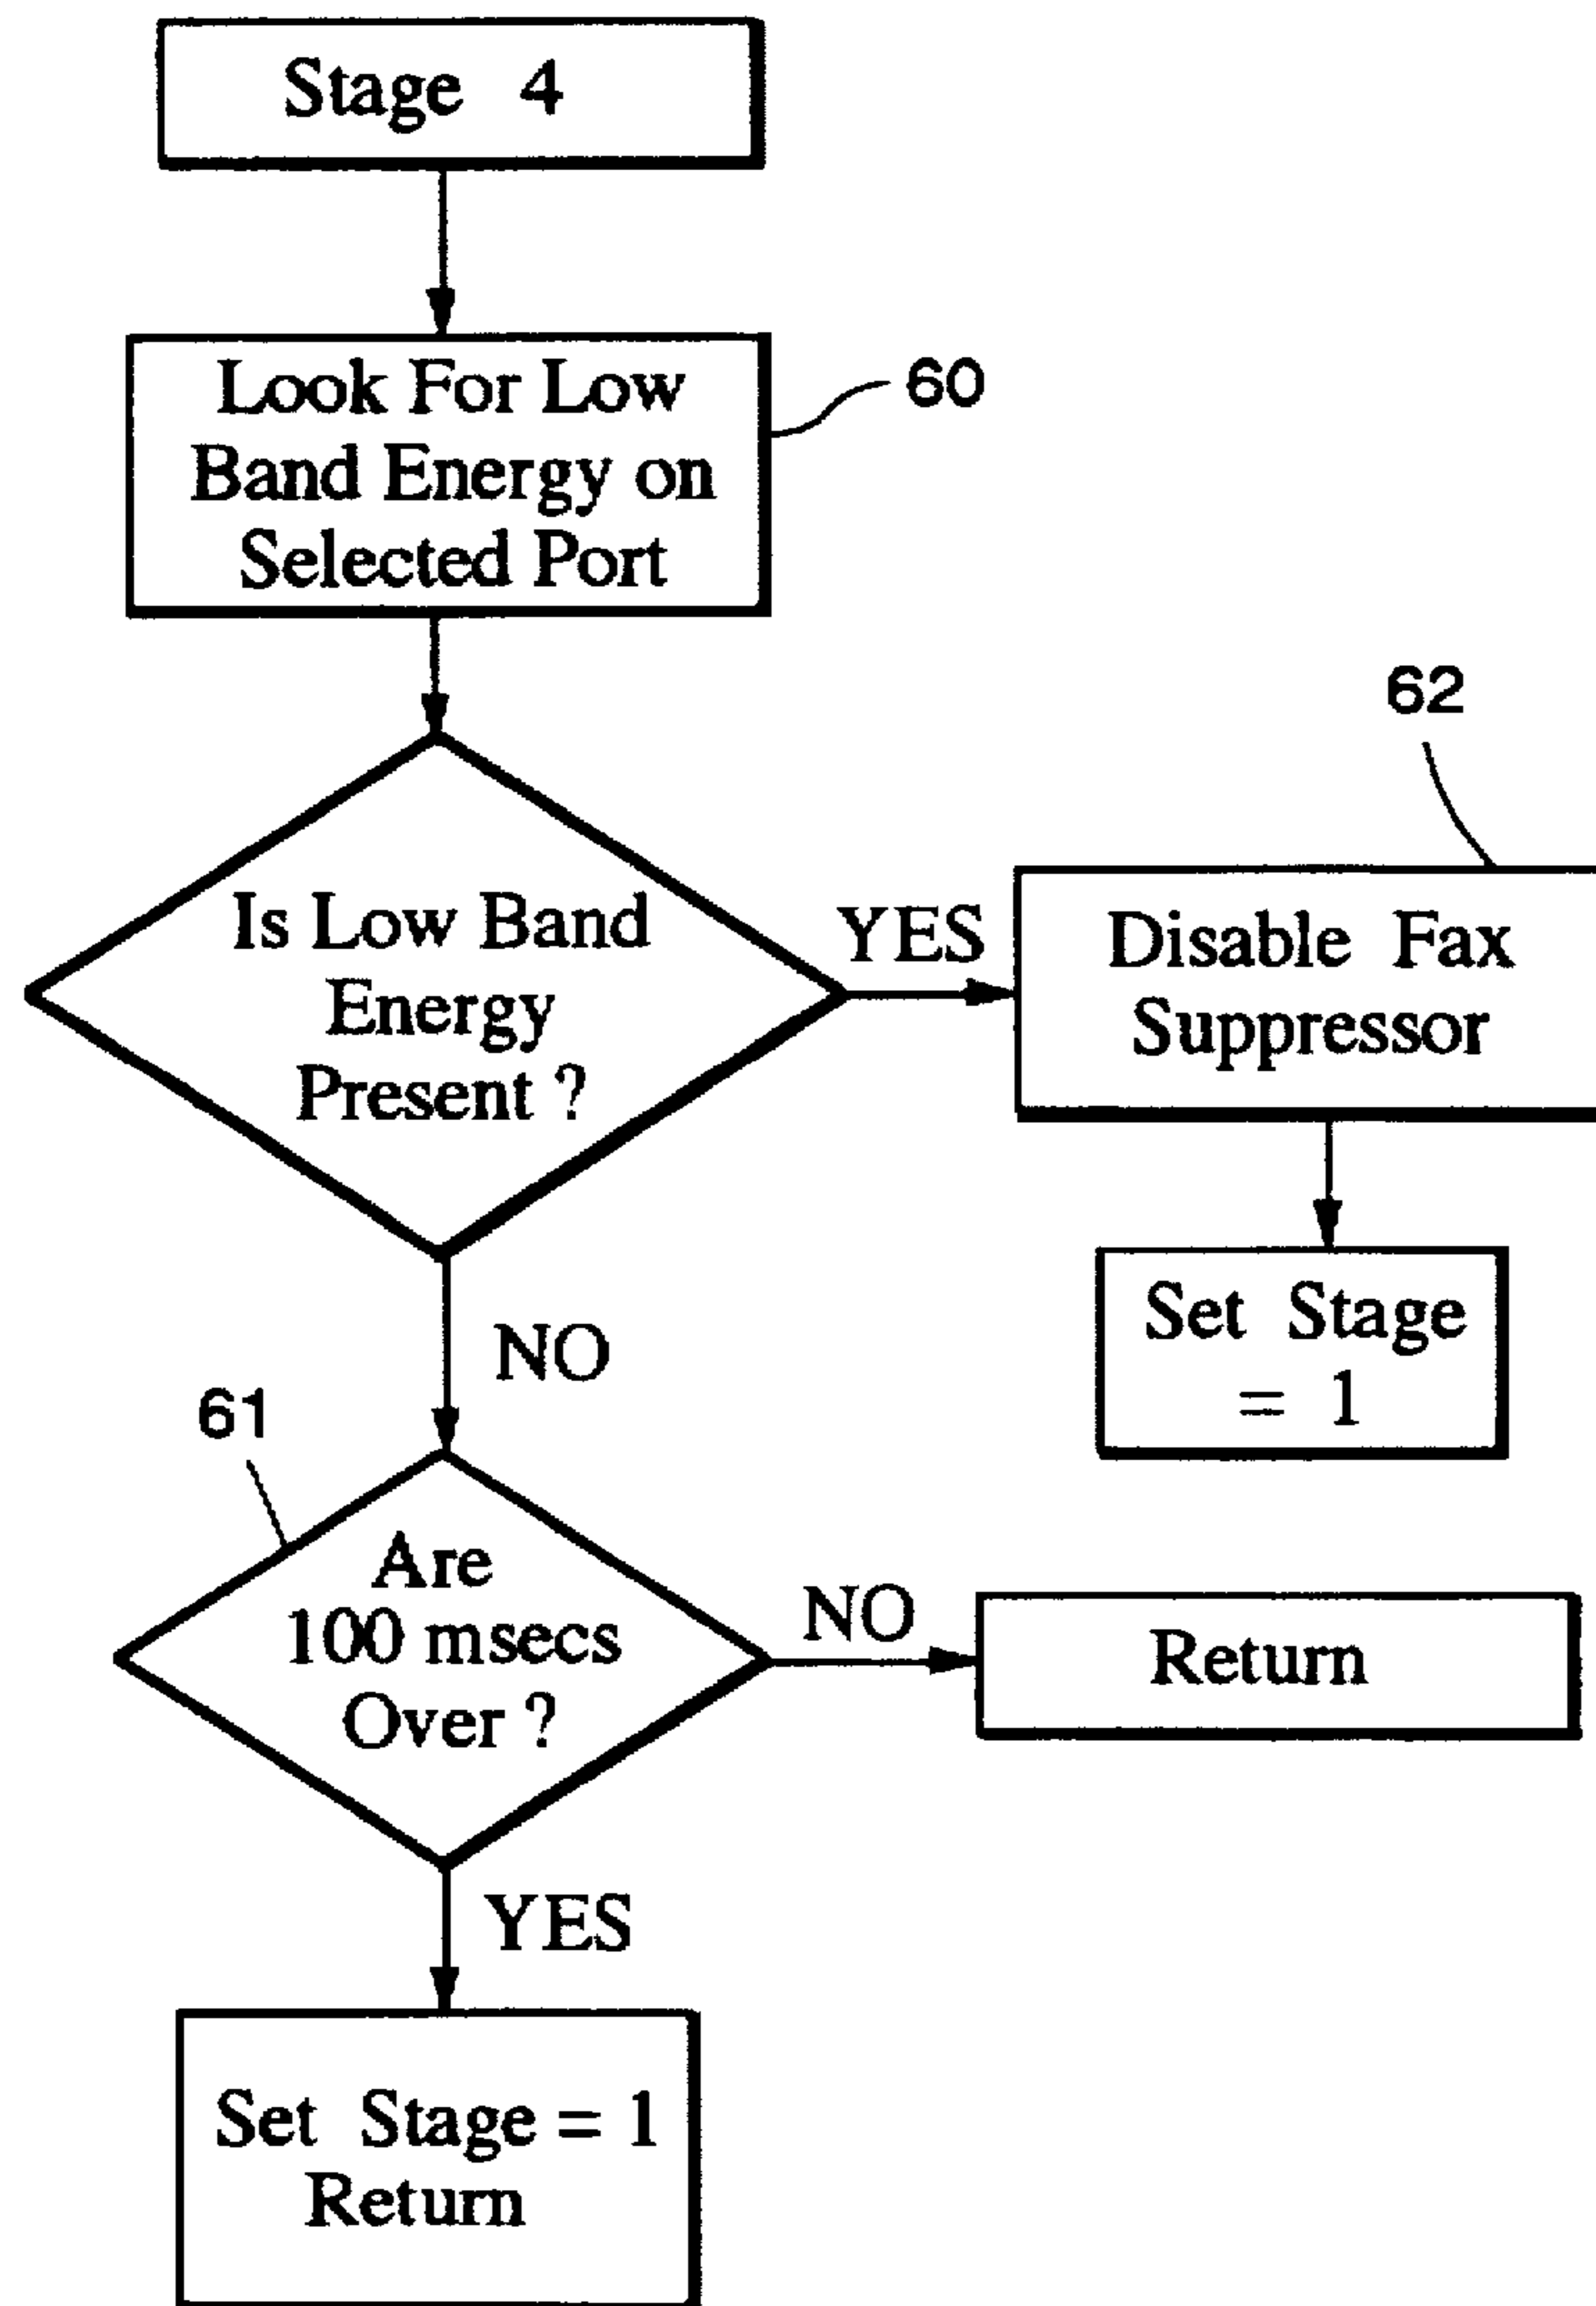 Stage 4
Look For Low
Band Energy on
Selected Port
60
62
Is Low Band
Energy
Present ?
YES
Disable Fax
Suppressor
Set Stage
= 1
NO
61
Are
100 msecs
Over ?
NO
Return
YES
Set Stage = 1
Return